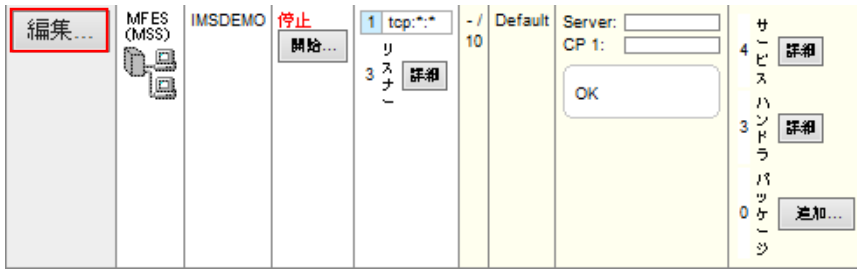 編集...
MFES
(MSS)
IMSDEMO
停止
開始...
1 tcp:*:*
3 リスナー 詳細
- /
10
Default
Server:
CP 1:
OK
4 サービス 詳細
3 ハンドラ 詳細
0 パッケージ 追加...